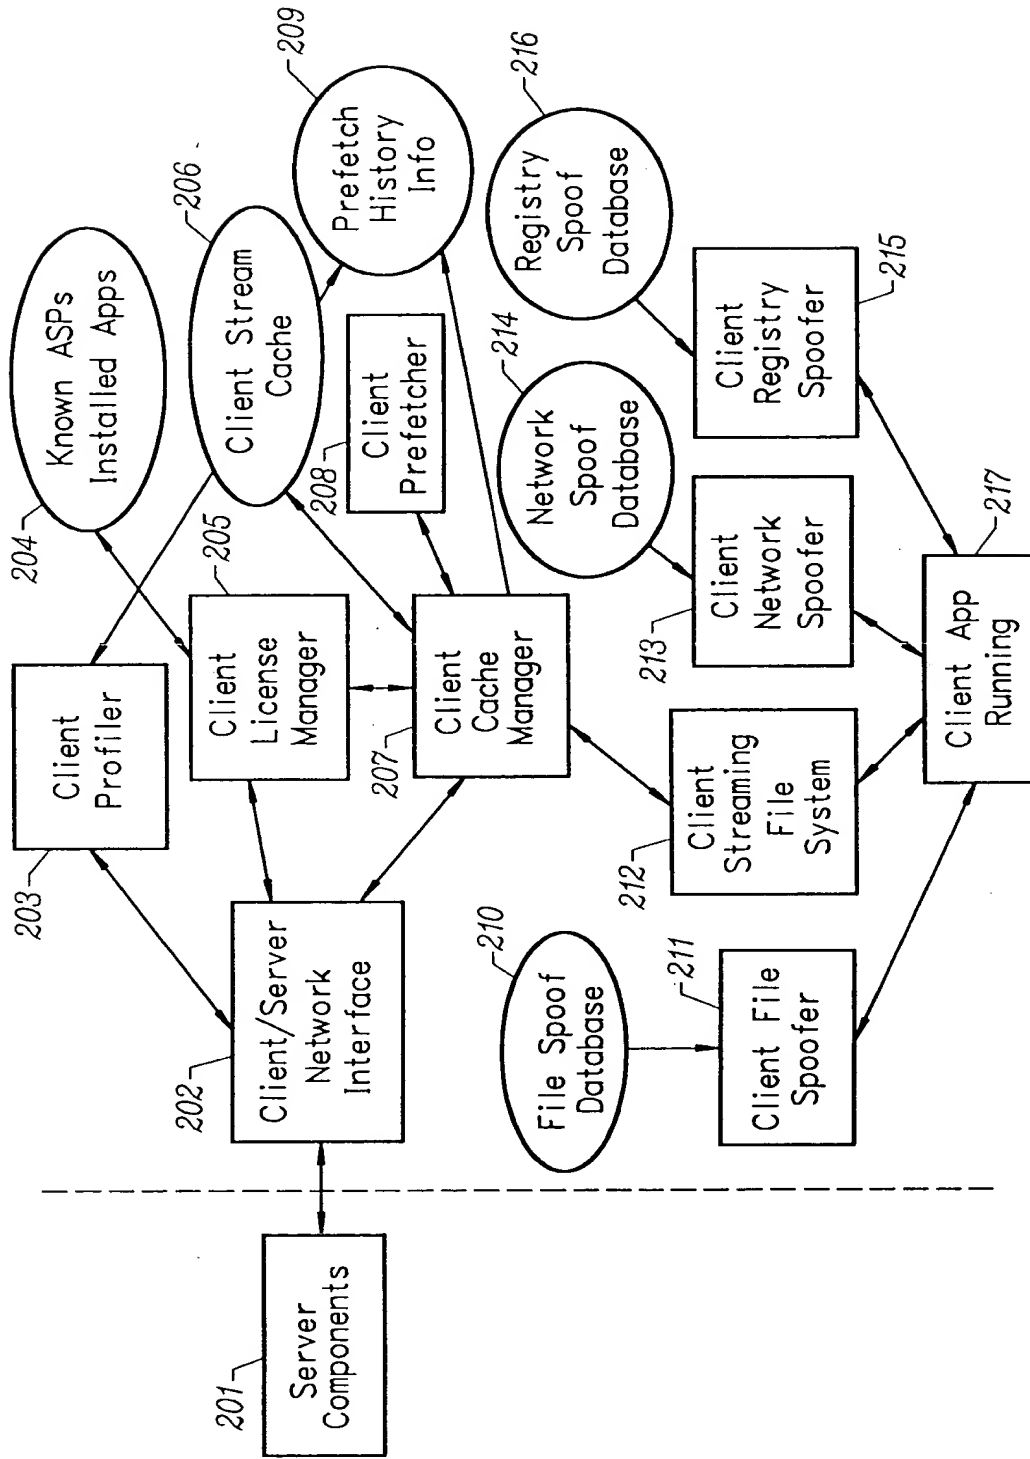 201
Server
Components
202
Client/Server
Network
Interface
203
Client
Profiler
204
Known ASPs
Installed Apps
205
Client
License
Manager
206
Client Stream
Cache
207
Client
Cache
Manager
208
Client
Prefetcher
209
Prefetch
History
Info
210
File Spoof
Database
211
Client File
Spoofer
212
Client
Streaming
File
System
213
Client
Network
Spoofer
214
Network
Spoof
Database
215
Client
Registry
Spoofer
216
Registry
Spoof
Database
217
Client App
Running